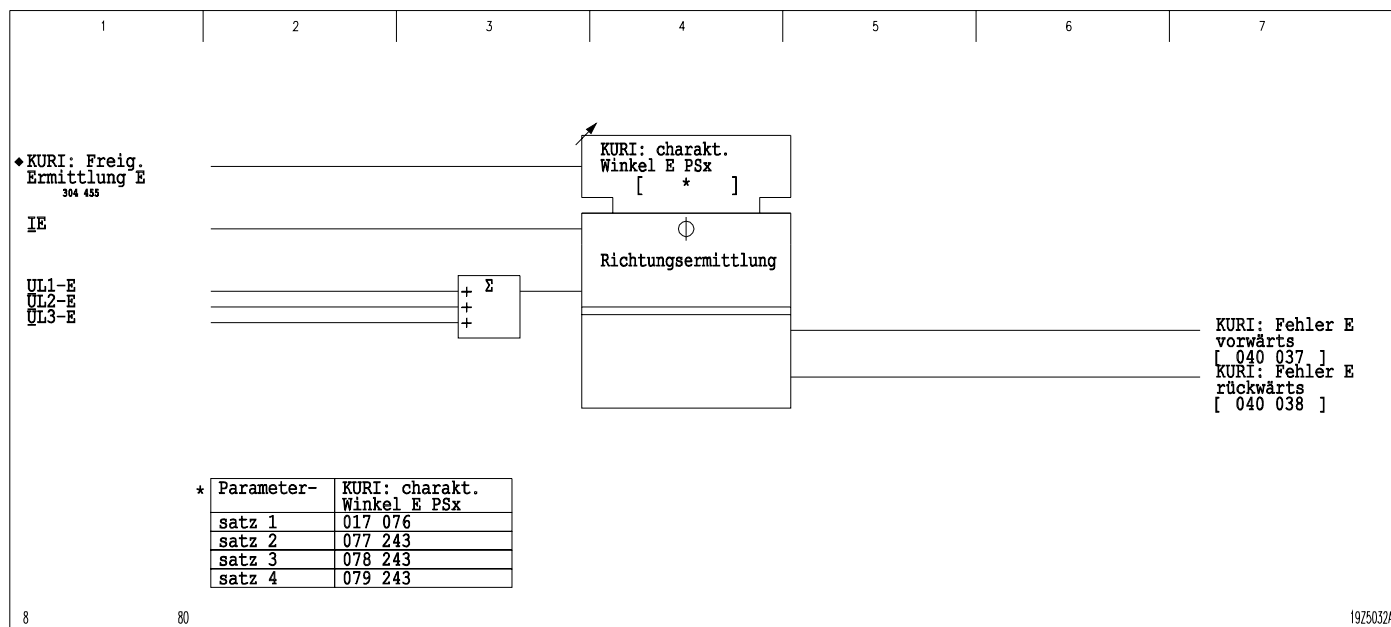 1 2 3 4 5 6 7
KURI: Freig.
Ermittlung E
304 455
KURI: charakt.
Winkel E PSx
[ * ]
IE
Richtungsermittlung
UL1-E
UL2-E
UL3-E
+ Σ
+
+
KURI: Fehler E
vorwärts
[ 040 037 ]
KURI: Fehler E
rückwärts
[ 040 038 ]
* Parameter- KURI: charakt.
Winkel E PSx
satz 1 017 076
satz 2 077 243
satz 3 078 243
satz 4 079 243
8 80 19Z5032A